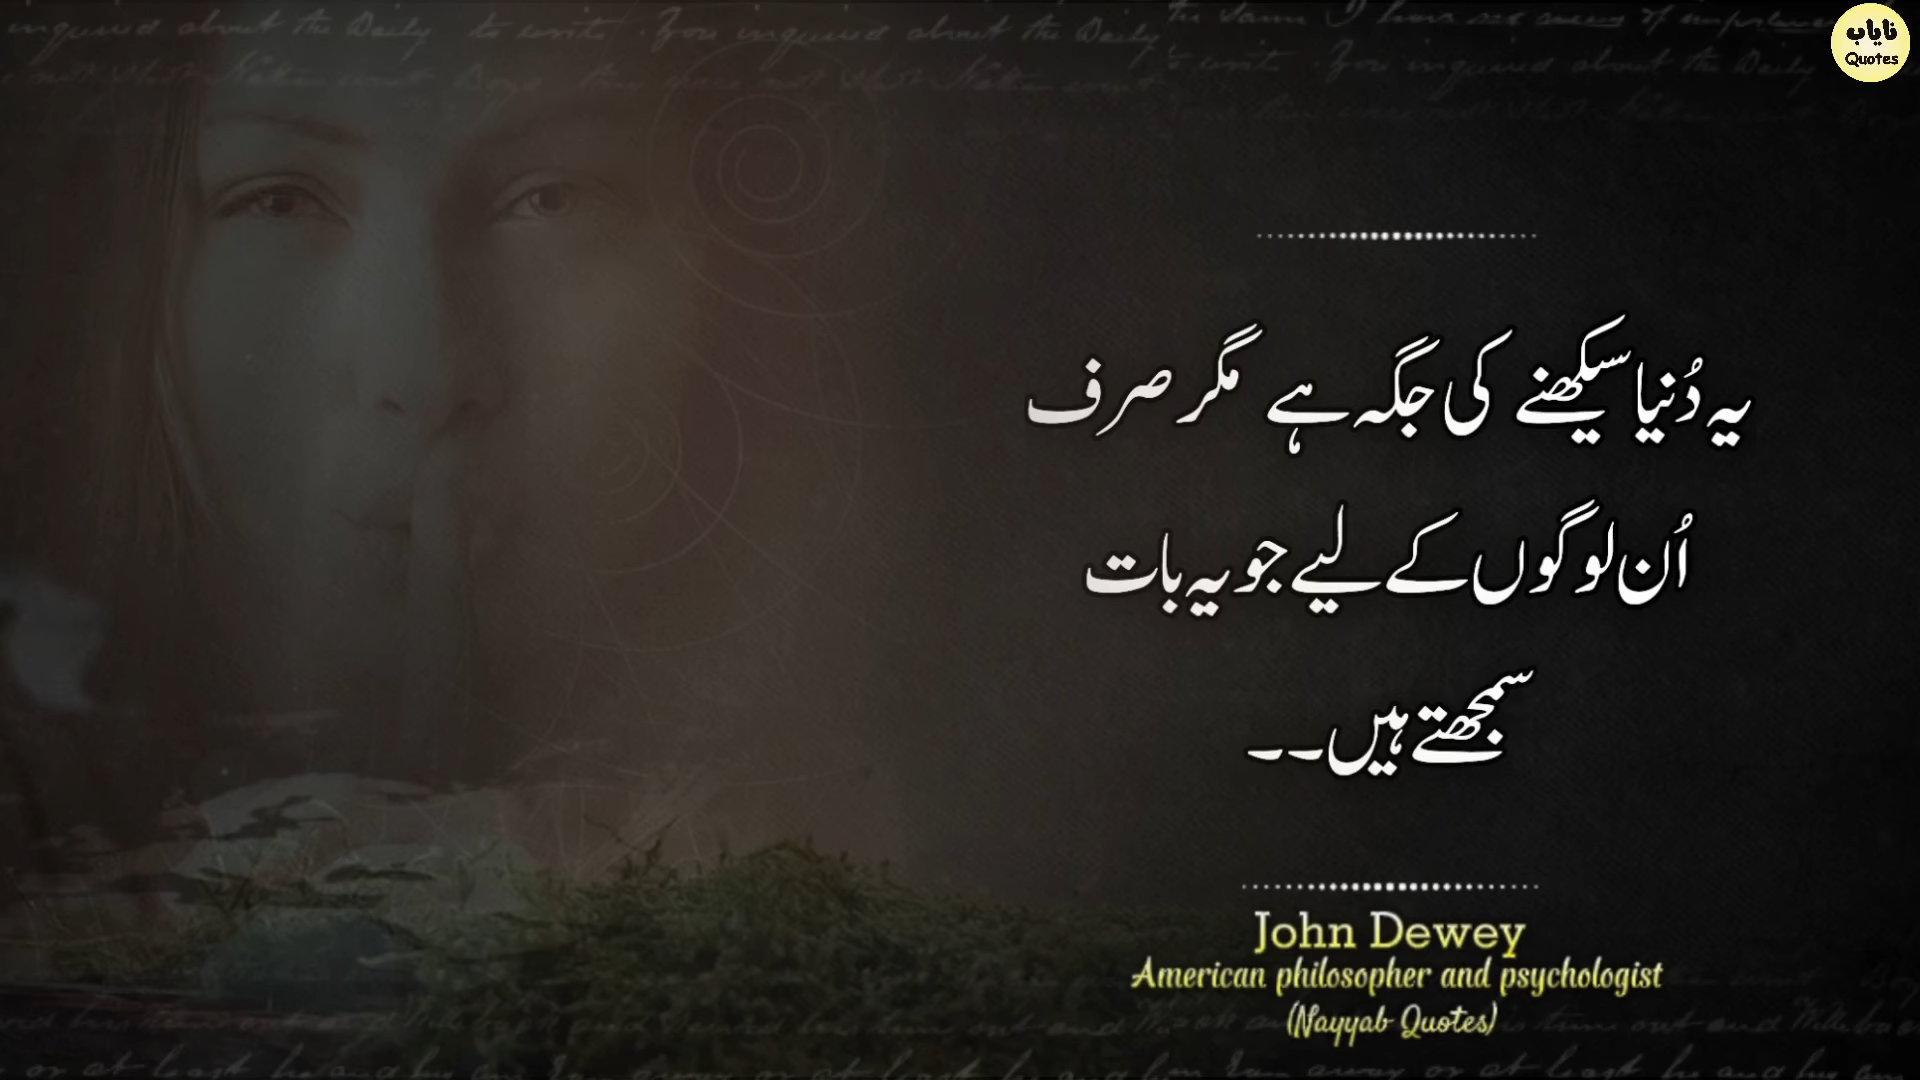 نایاب
Quotes
یہ دُنیا سیکھنے کی جگہ ہے مگر صرف
اُن لوگوں کے لیے جو یہ بات
سمجھتے ہیں۔۔
John Dewey
American philosopher and psychologist
(Nayyab Quotes)